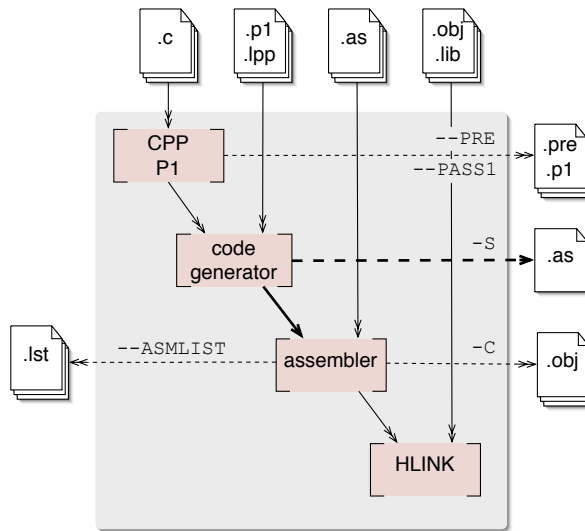 .c
.p1
.lpp
.as
.obj
.lib
CPP
P1
--PRE
--PASS1
.pre
.p1
code
generator
-S
.as
.lst
--ASMLIST
assembler
-C
.obj
HLINK